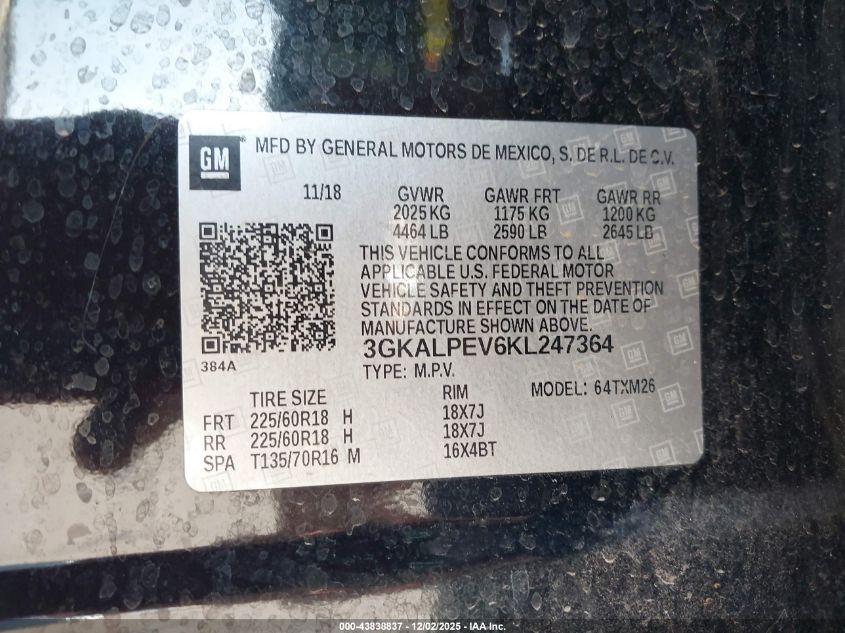 GM
MFD BY GENERAL MOTORS DE MEXICO, S. DE R.L. DE C.V.
11/18 GVWR GAWR FRT GAWR RR
2025 KG 1175 KG 1200 KG
4464 LB 2590 LB 2645 LB
THIS VEHICLE CONFORMS TO ALL
APPLICABLE U.S. FEDERAL MOTOR
VEHICLE SAFETY AND THEFT PREVENTION
STANDARDS IN EFFECT ON THE DATE OF
MANUFACTURE SHOWN ABOVE.
3GKALPEV6KL247364
384A
TYPE: M.P.V.
MODEL: 64TXM26
TIRE SIZE RIM
FRT 225/60R18 H 18X7J
RR 225/60R18 H 18X7J
SPA T135/70R16 M 16X4BT
000-43838837 - 12/02/2025 - IAA Inc.